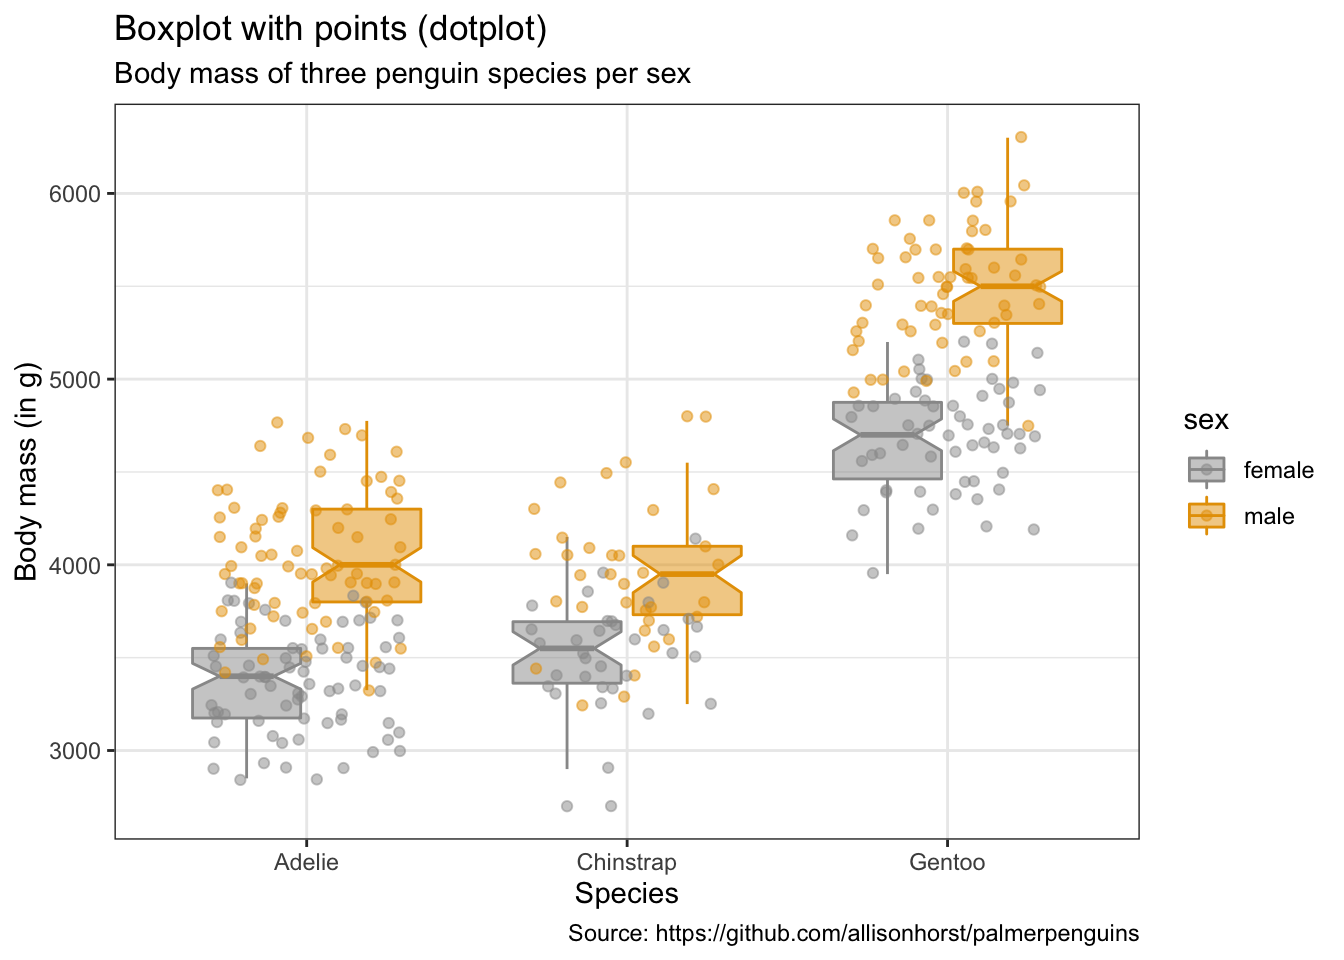 Boxplot with points (dotplot)
Body mass of three penguin species per sex
Body mass (in g)
6000
5000
4000
3000
Adelie
Chinstrap
Gentoo
Species
sex
female
male
Source: https://github.com/allisonhorst/palmerpenguins